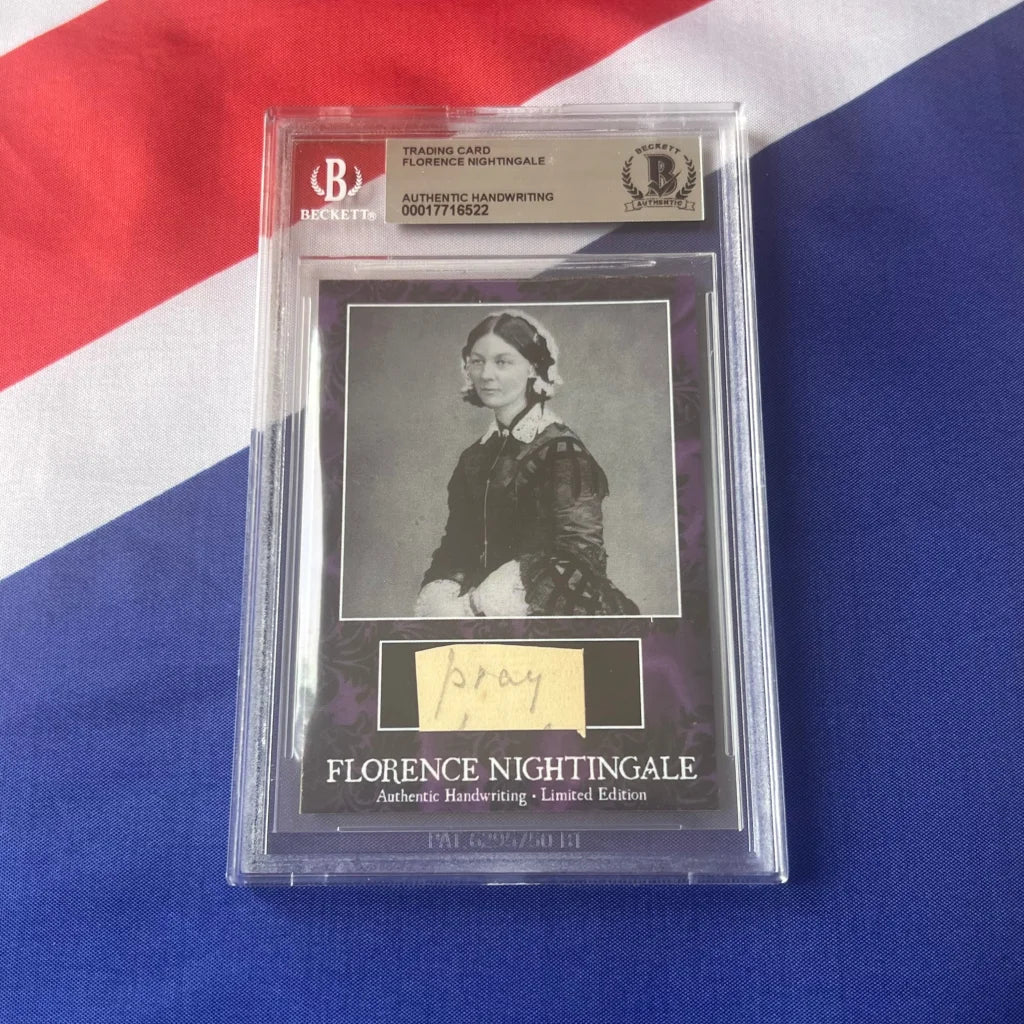 TRADING CARD
FLORENCE NIGHTINGALE
AUTHENTIC HANDWRITING
00017716522
B
BECKETT®
BECKETT
B
AUTHENTIC
pray
FLORENCE NIGHTINGALE
Authentic Handwriting • Limited Edition